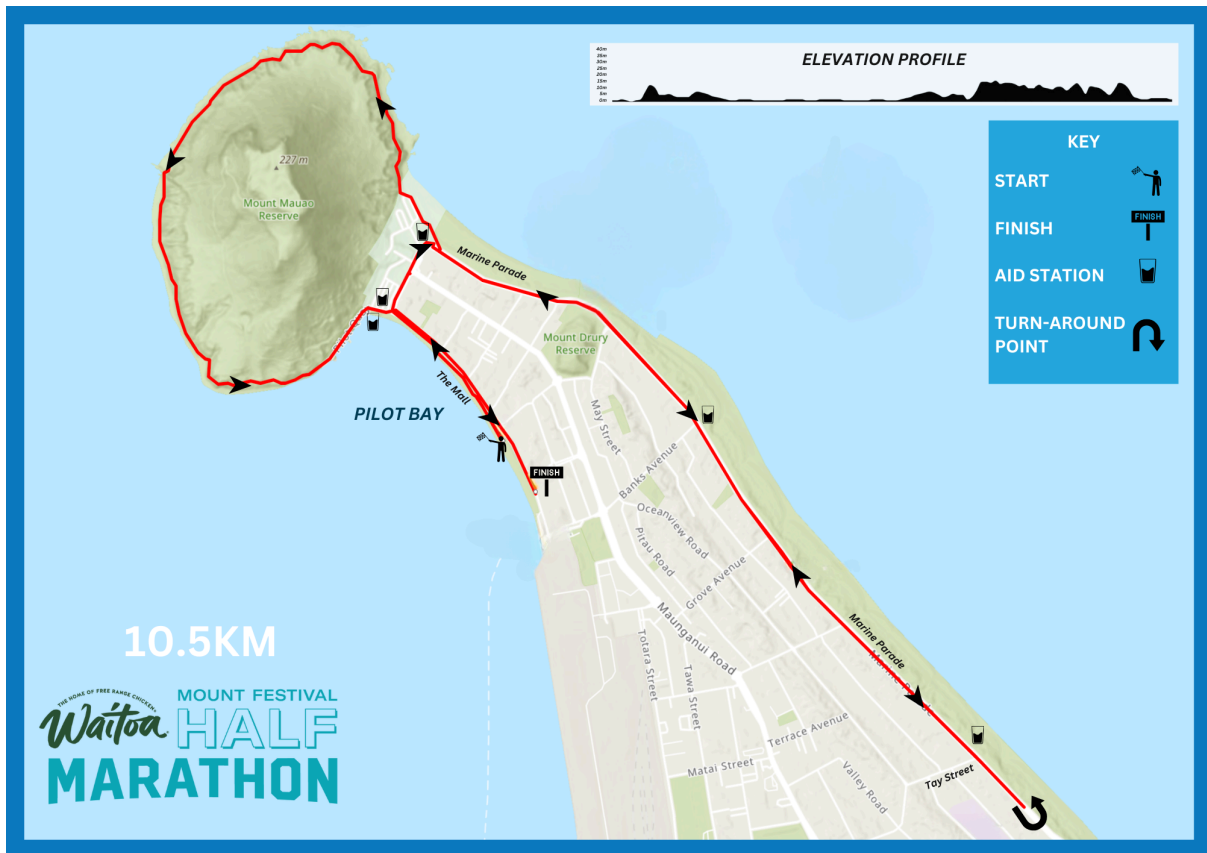 ELEVATION PROFILE
40m
35m
30m
25m
20m
15m
10m
5m
0m
KEY
START
FINISH
FINISH
AID STATION
TURN-AROUND
POINT
227 m
Mount Mauao
Reserve
Marine Parade
Mount Drury
Reserve
The Mall
PILOT BAY
FINISH
May Street
Banks Avenue
Oceanview Road
Pitau Road
Grove Avenue
Maunganui Road
Totara Street
Tawa Street
Marine Parade
Terrace Avenue
Matai Street
Valley Road
Tay Street
10.5KM
THE HOME OF FREE RANGE CHICKEN
Waitoa
MOUNT FESTIVAL
HALF
MARATHON